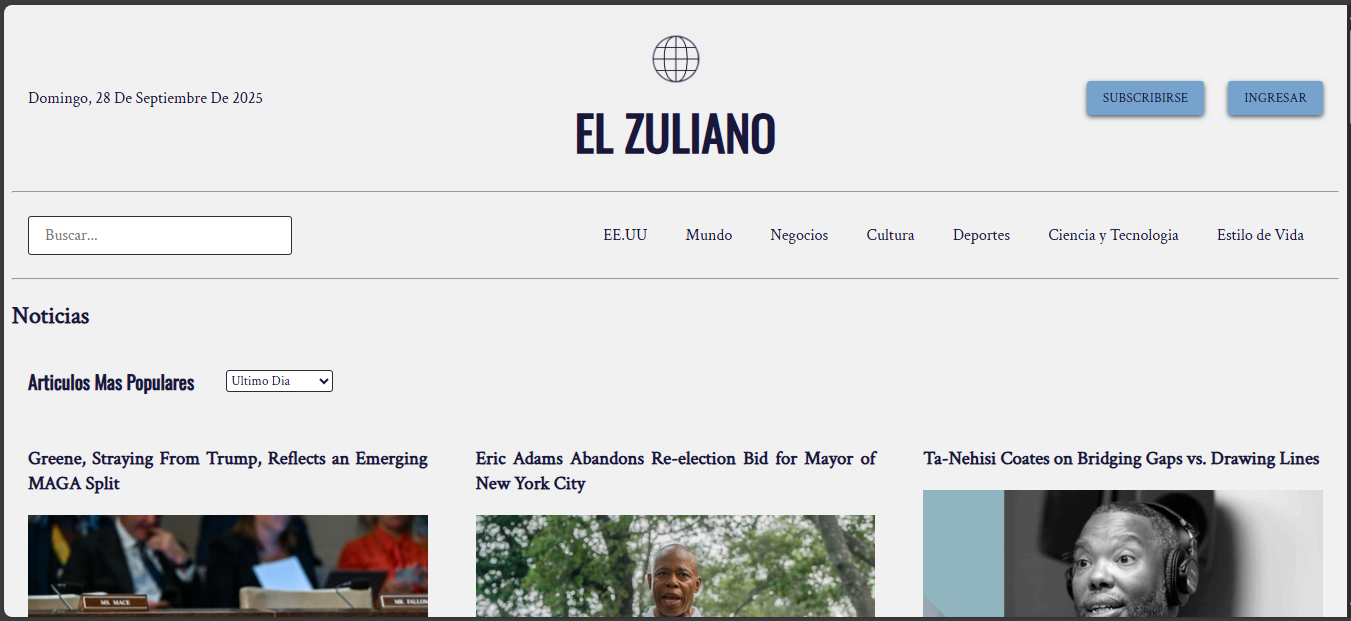 Domingo, 28 De Septiembre De 2025
EL ZULIANO
SUBSCRIBIRSE
INGRESAR
Buscar...
EE.UU
Mundo
Negocios
Cultura
Deportes
Ciencia y Tecnologia
Estilo de Vida
Noticias
Articulos Mas Populares
Ultimo Dia
Greene, Straying From Trump, Reflects an Emerging
MAGA Split
Eric Adams Abandons Re-election Bid for Mayor of
New York City
Ta-Nehisi Coates on Bridging Gaps vs. Drawing Lines
MS. MACE
MR. FALLON